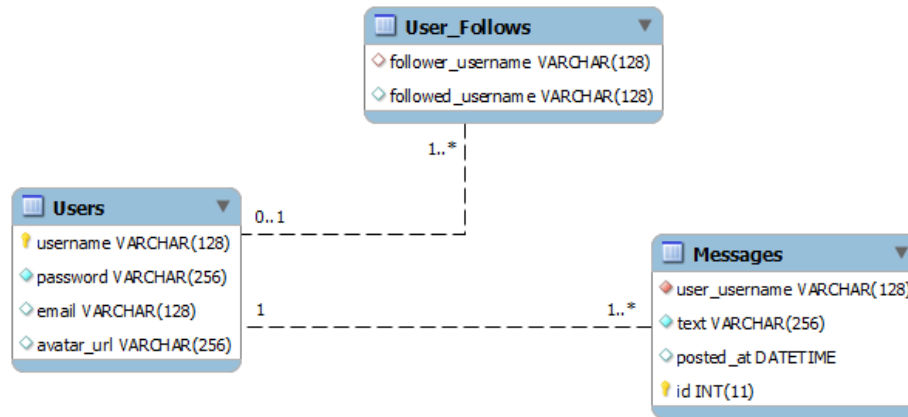 User_Follows
follower_username VARCHAR(128)
followed_username VARCHAR(128)
1..*
0..1
Users
username VARCHAR(128)
password VARCHAR(256)
email VARCHAR(128)
avatar_url VARCHAR(256)
1
1..*
Messages
user_username VARCHAR(128)
text VARCHAR(256)
posted_at DATETIME
id INT(11)